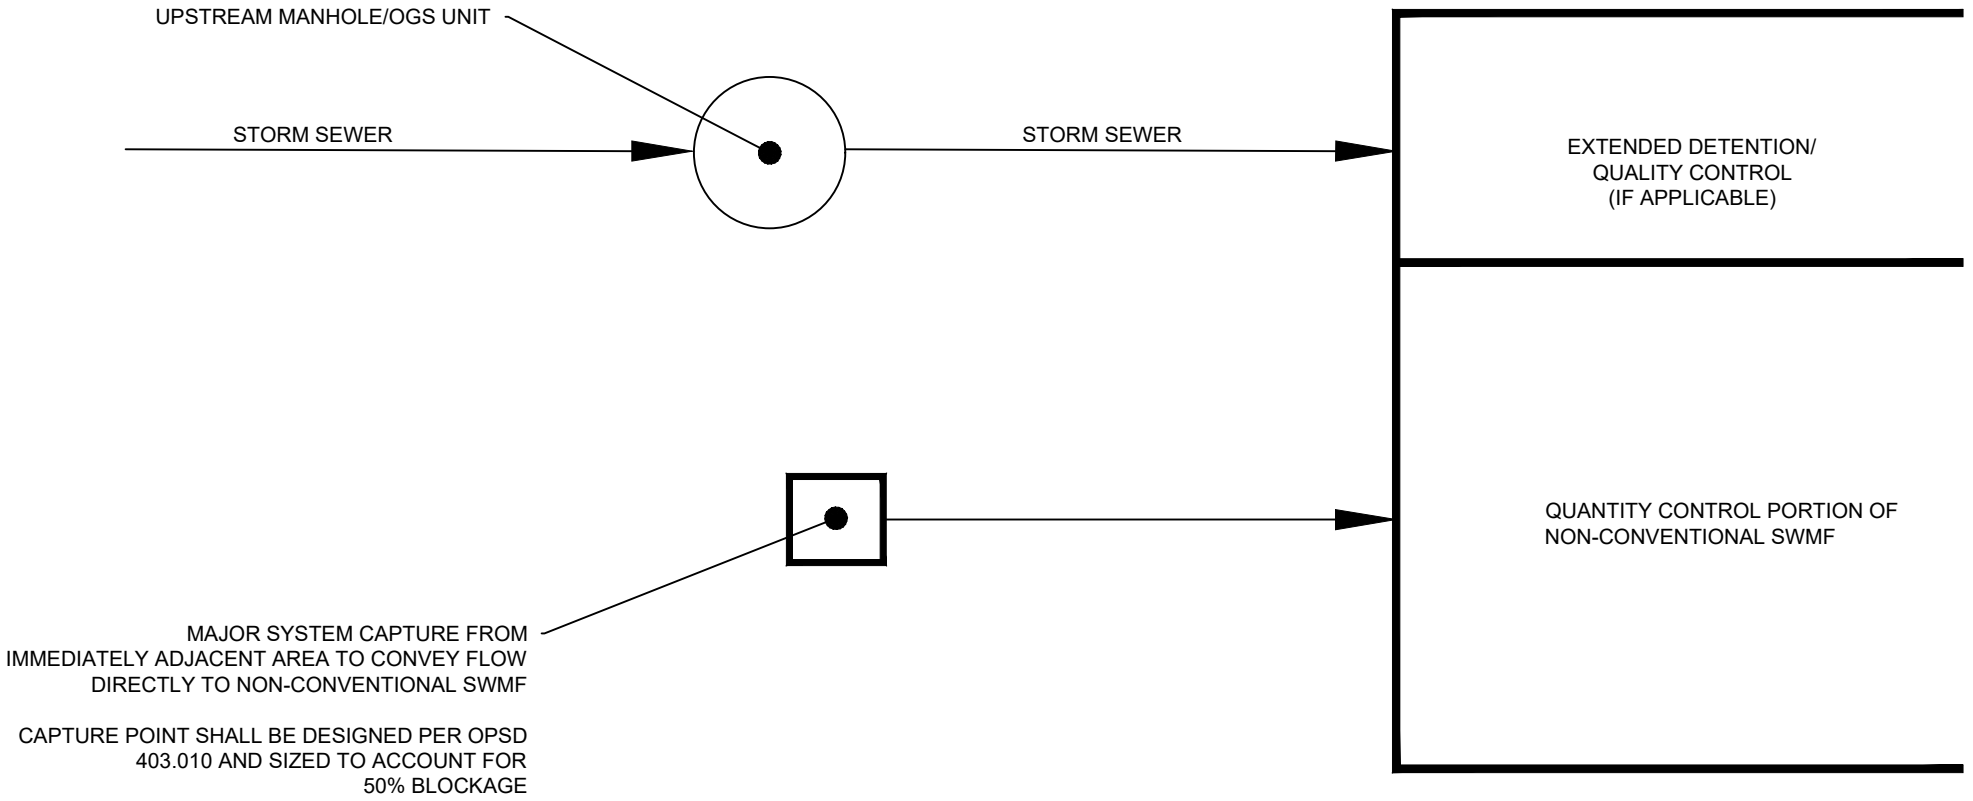 UPSTREAM MANHOLE/OGS UNIT
STORM SEWER
STORM SEWER
EXTENDED DETENTION/
QUALITY CONTROL
(IF APPLICABLE)
QUANTITY CONTROL PORTION OF
NON-CONVENTIONAL SWMF
MAJOR SYSTEM CAPTURE FROM
IMMEDIATELY ADJACENT AREA TO CONVEY FLOW
DIRECTLY TO NON-CONVENTIONAL SWMF
CAPTURE POINT SHALL BE DESIGNED PER OPSD
403.010 AND SIZED TO ACCOUNT FOR
50% BLOCKAGE